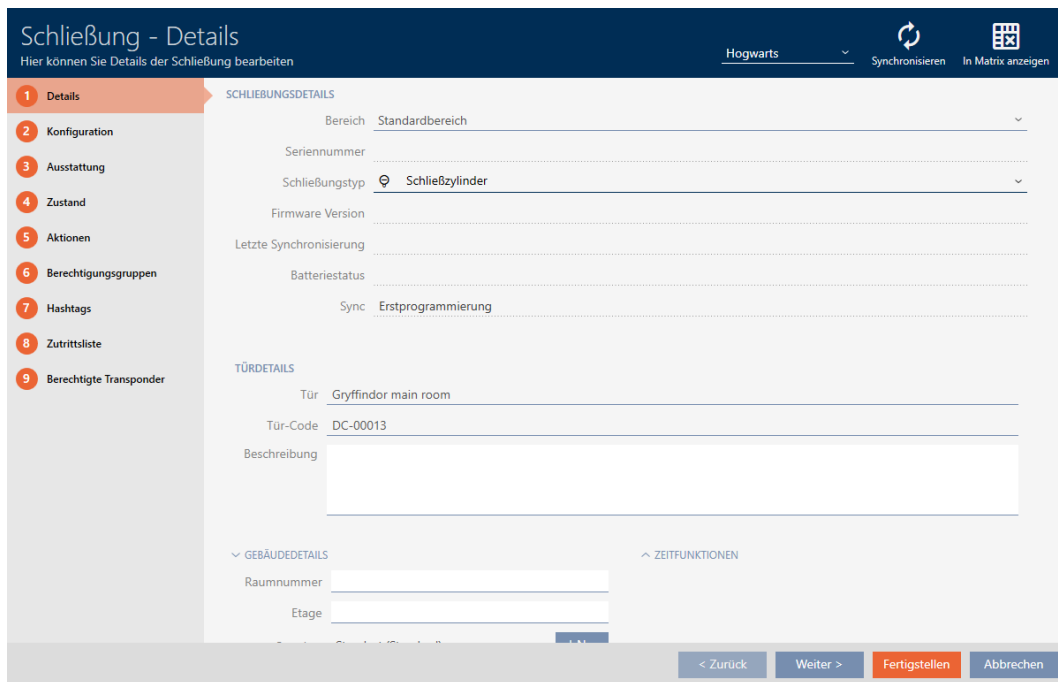 Schließung - Details
Hier können Sie Details der Schließung bearbeiten
Hogwarts
Synchronisieren
In Matrix anzeigen
1 Details
2 Konfiguration
3 Ausstattung
4 Zustand
5 Aktionen
6 Berechtigungsgruppen
7 Hashtags
8 Zutrittsliste
9 Berechtigte Transponder
SCHLIEßUNGSDETAILS
Bereich Standardbereich
Seriennummer
Schließungstyp Schließzylinder
Firmware Version
Letzte Synchronisierung
Batteriestatus
Sync Erstprogrammierung
TÜRDETAILS
Tür Gryffindor main room
Tür-Code DC-00013
Beschreibung
GEBÄUDEDETAILS
Raumnummer
Etage
ZEITFUNKTIONEN
< Zurück
Weiter >
Fertigstellen
Abbrechen